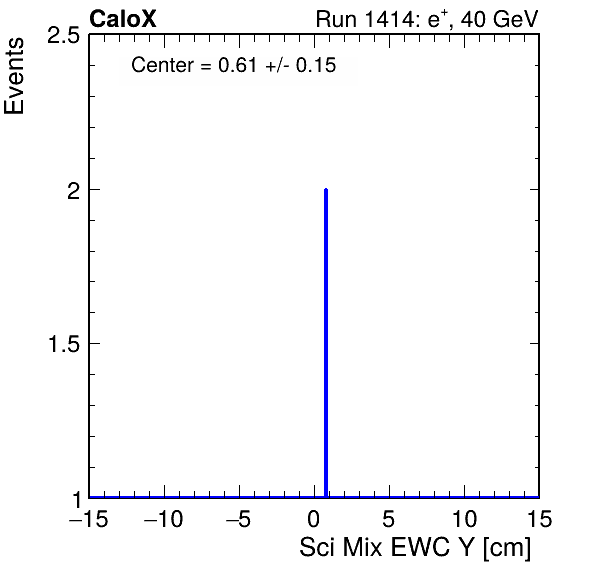 CaloX Run 1414: e⁺, 40 GeV
Events
Center = 0.61 +/- 0.15
2.5
2
1.5
1
−15 −10 −5 0 5 10 15
Sci Mix EWC Y [cm]